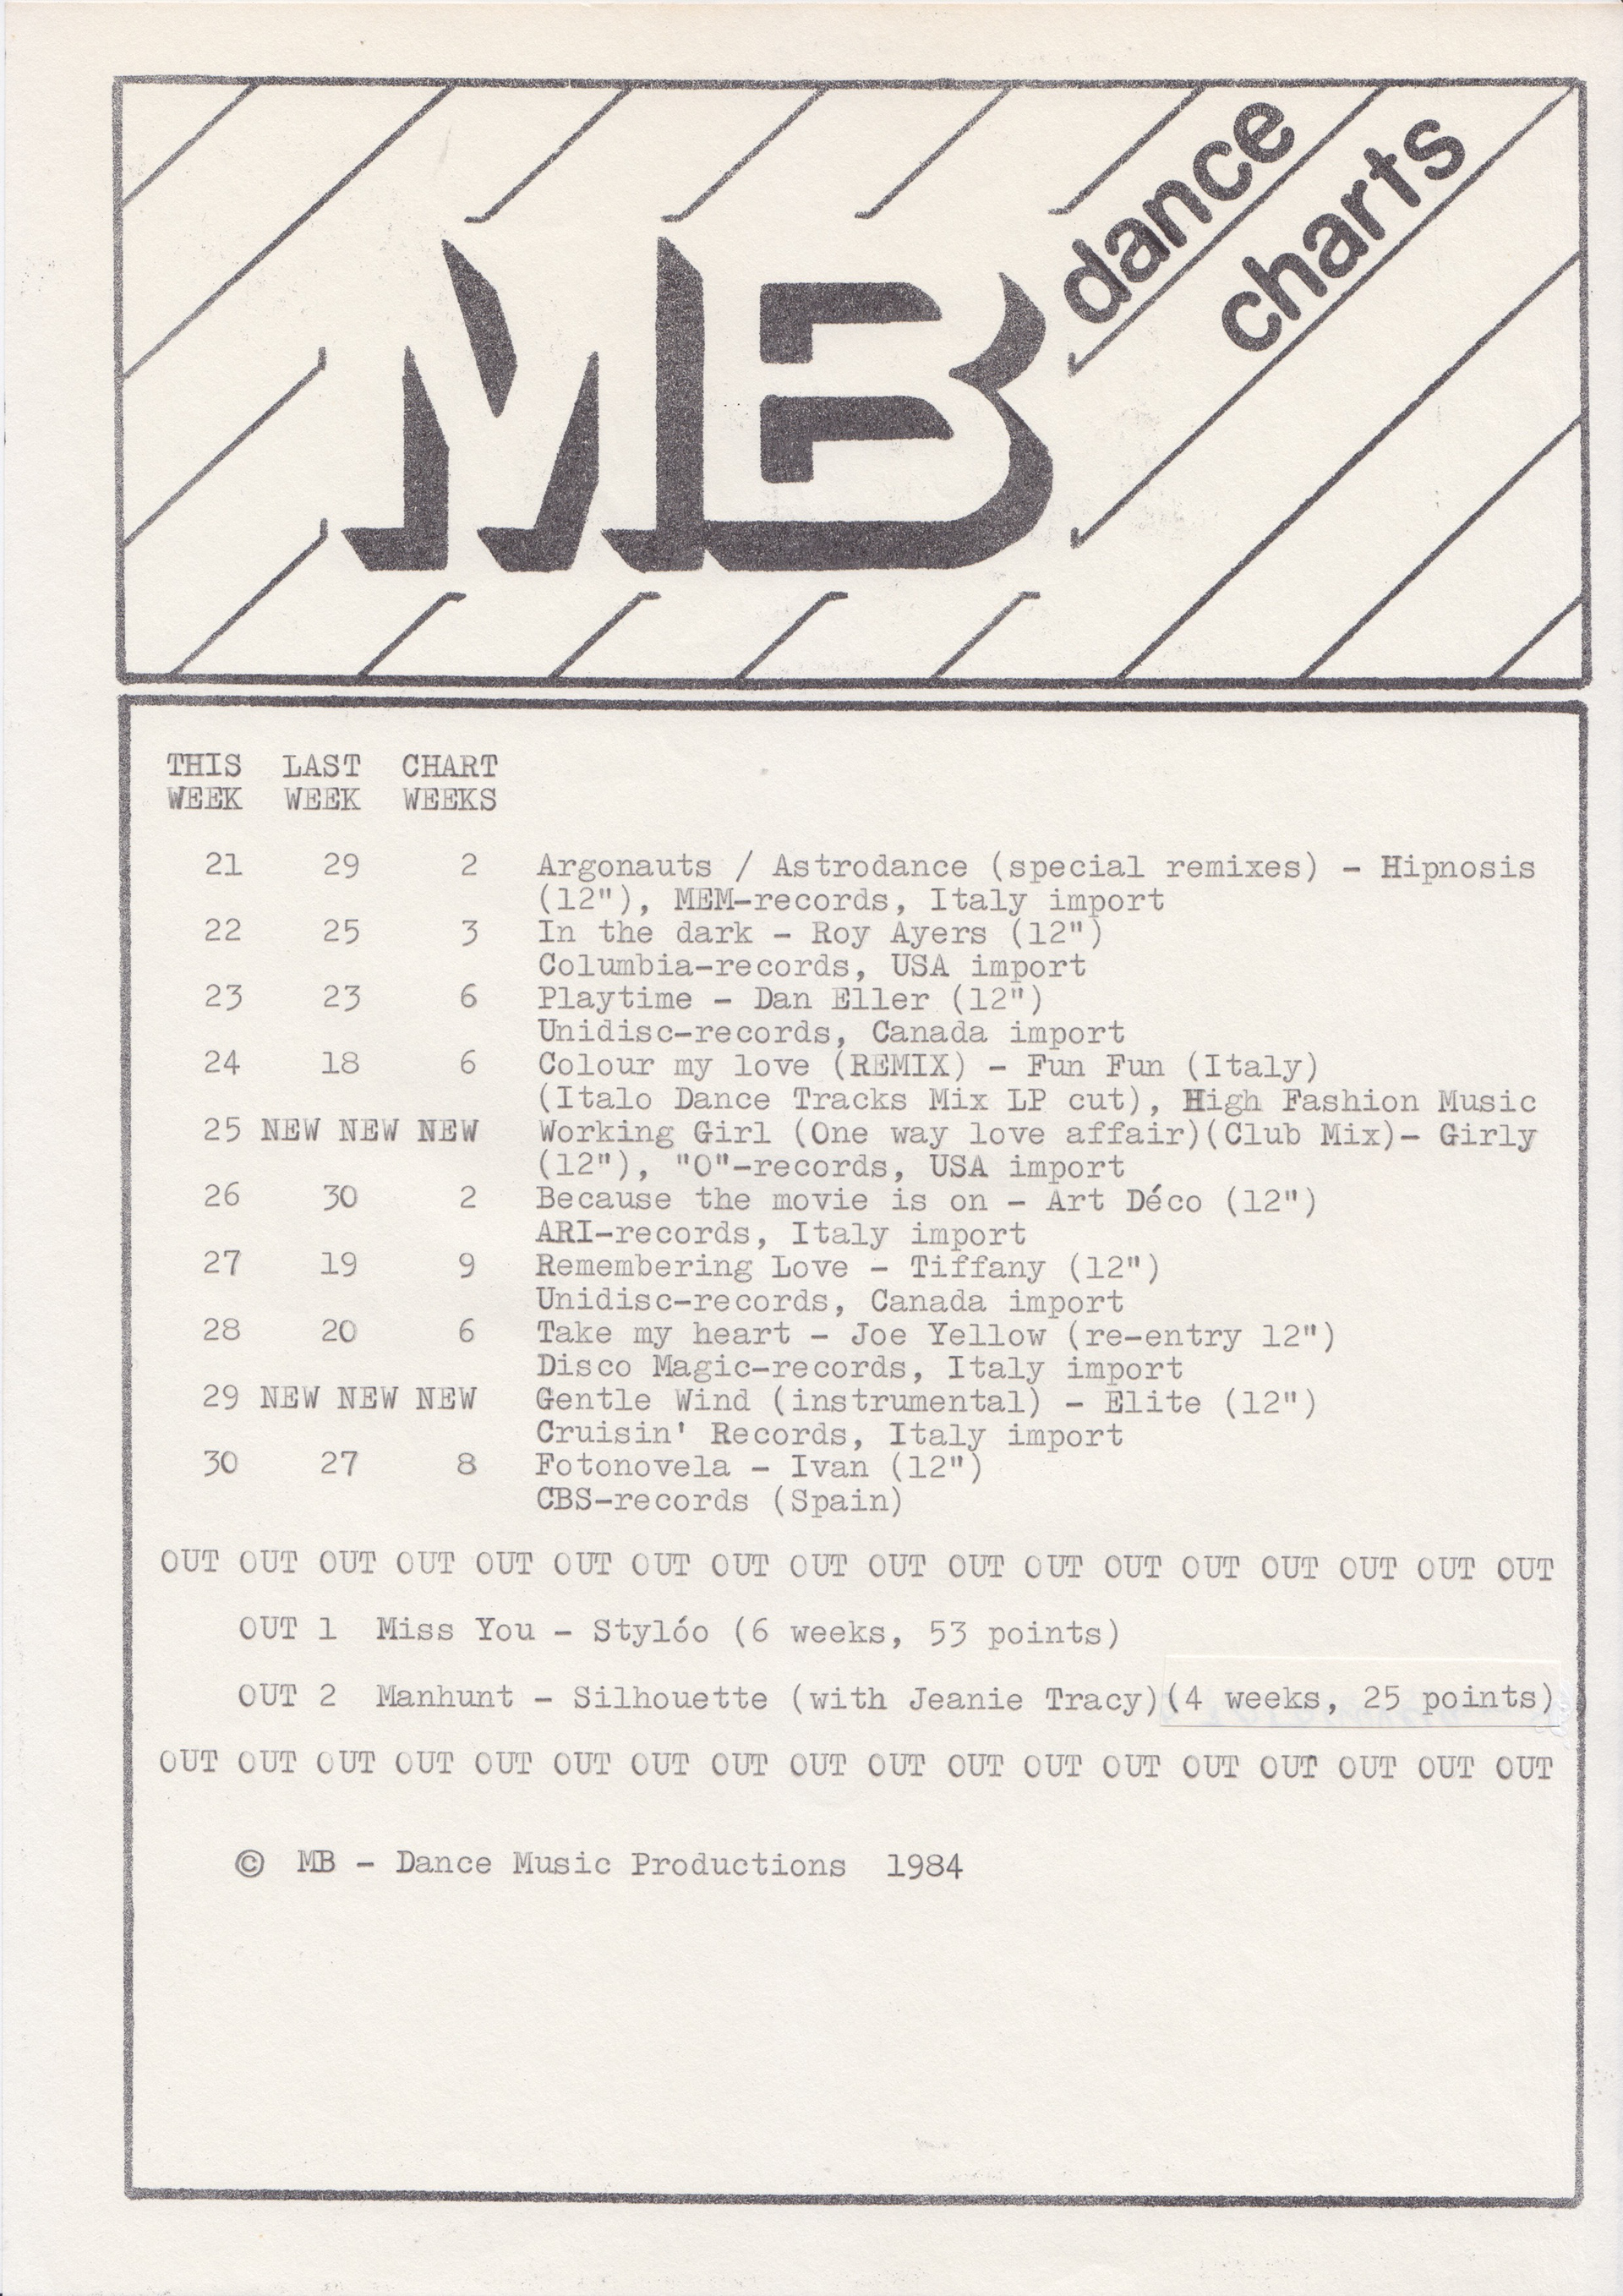 MB dance
charts
THIS LAST CHART
WEEK WEEK WEEKS
21 29 2 Argonauts / Astrodance (special remixes) - Hipnosis
(12"), MEM-records, Italy import
22 25 3 In the dark - Roy Ayers (12")
Columbia-records, USA import
23 23 6 Playtime - Dan Eller (12")
Unidisc-records, Canada import
24 18 6 Colour my love (REMIX) - Fun Fun (Italy)
(Italo Dance Tracks Mix LP cut), High Fashion Music
25 NEW NEW NEW Working Girl (One way love affair)(Club Mix)- Girly
(12"), "O"-records, USA import
26 30 2 Because the movie is on - Art Déco (12")
ARI-records, Italy import
27 19 9 Remembering Love - Tiffany (12")
Unidisc-records, Canada import
28 20 6 Take my heart - Joe Yellow (re-entry 12")
Disco Magic-records, Italy import
29 NEW NEW NEW Gentle Wind (instrumental) - Elite (12")
Cruisin' Records, Italy import
30 27 8 Fotonovela - Ivan (12")
CBS-records (Spain)
OUT OUT OUT OUT OUT OUT OUT OUT OUT OUT OUT OUT OUT OUT OUT OUT OUT OUT
OUT 1 Miss You - Stylóo (6 weeks, 53 points)
OUT 2 Manhunt - Silhouette (with Jeanie Tracy)(4 weeks, 25 points)
OUT OUT OUT OUT OUT OUT OUT OUT OUT OUT OUT OUT OUT OUT OUT OUT OUT OUT
© MB - Dance Music Productions 1984